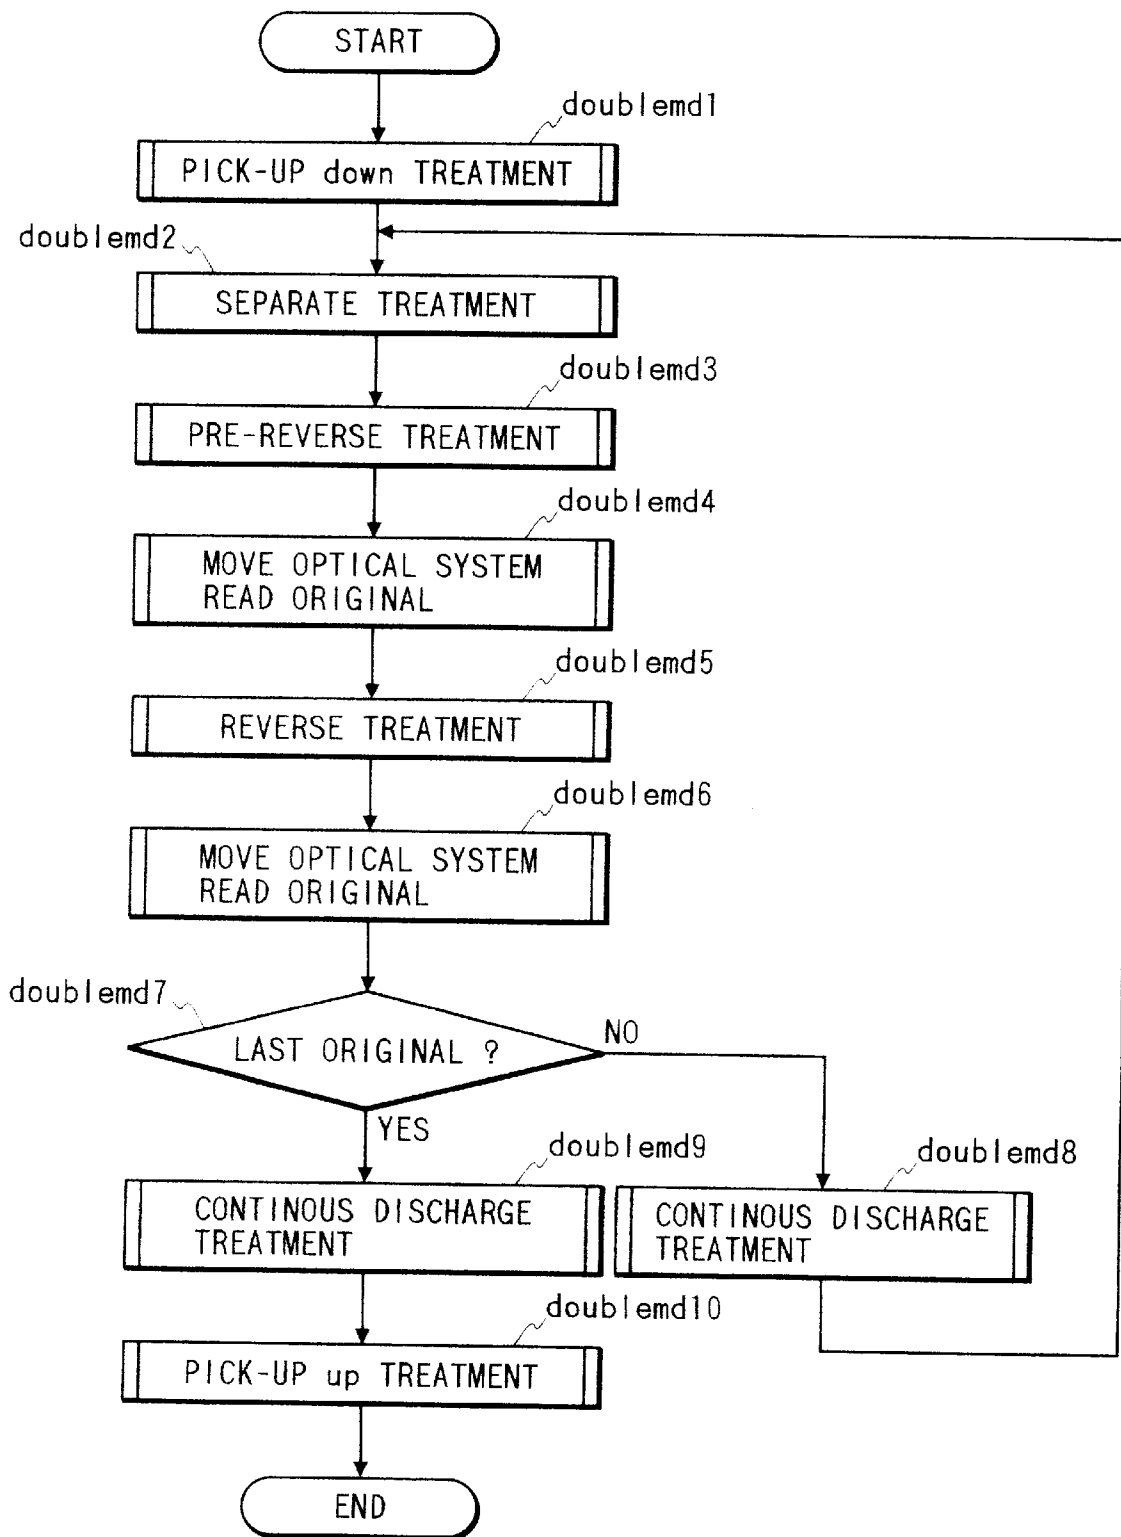 START
doublemd1
PICK-UP down TREATMENT
doublemd2
SEPARATE TREATMENT
doublemd3
PRE-REVERSE TREATMENT
doublemd4
MOVE OPTICAL SYSTEM
READ ORIGINAL
doublemd5
REVERSE TREATMENT
doublemd6
MOVE OPTICAL SYSTEM
READ ORIGINAL
doublemd7
LAST ORIGINAL ?
NO
YES
doublemd9
CONTINOUS DISCHARGE
TREATMENT
doublemd8
CONTINOUS DISCHARGE
TREATMENT
doublemd10
PICK-UP up TREATMENT
END